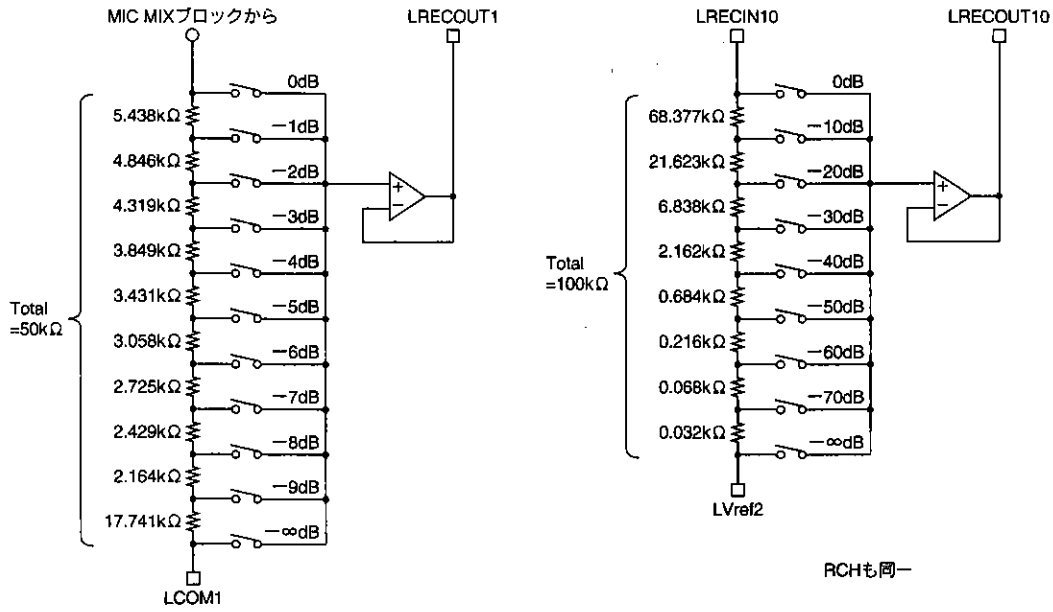 MIC MIXブロックから
LRECOUT1
0dB
5.438kΩ
−1dB
4.846kΩ
−2dB
4.319kΩ
−3dB
3.849kΩ
−4dB
3.431kΩ
−5dB
3.058kΩ
−6dB
2.725kΩ
−7dB
2.429kΩ
−8dB
2.164kΩ
−9dB
17.741kΩ
−∞dB
Total
=50kΩ
LCOM1
LRECIN10
LRECOUT10
0dB
68.377kΩ
−10dB
21.623kΩ
−20dB
6.838kΩ
−30dB
2.162kΩ
−40dB
0.684kΩ
−50dB
0.216kΩ
−60dB
0.068kΩ
−70dB
0.032kΩ
−∞dB
Total
=100kΩ
LVref2
RCHも同一